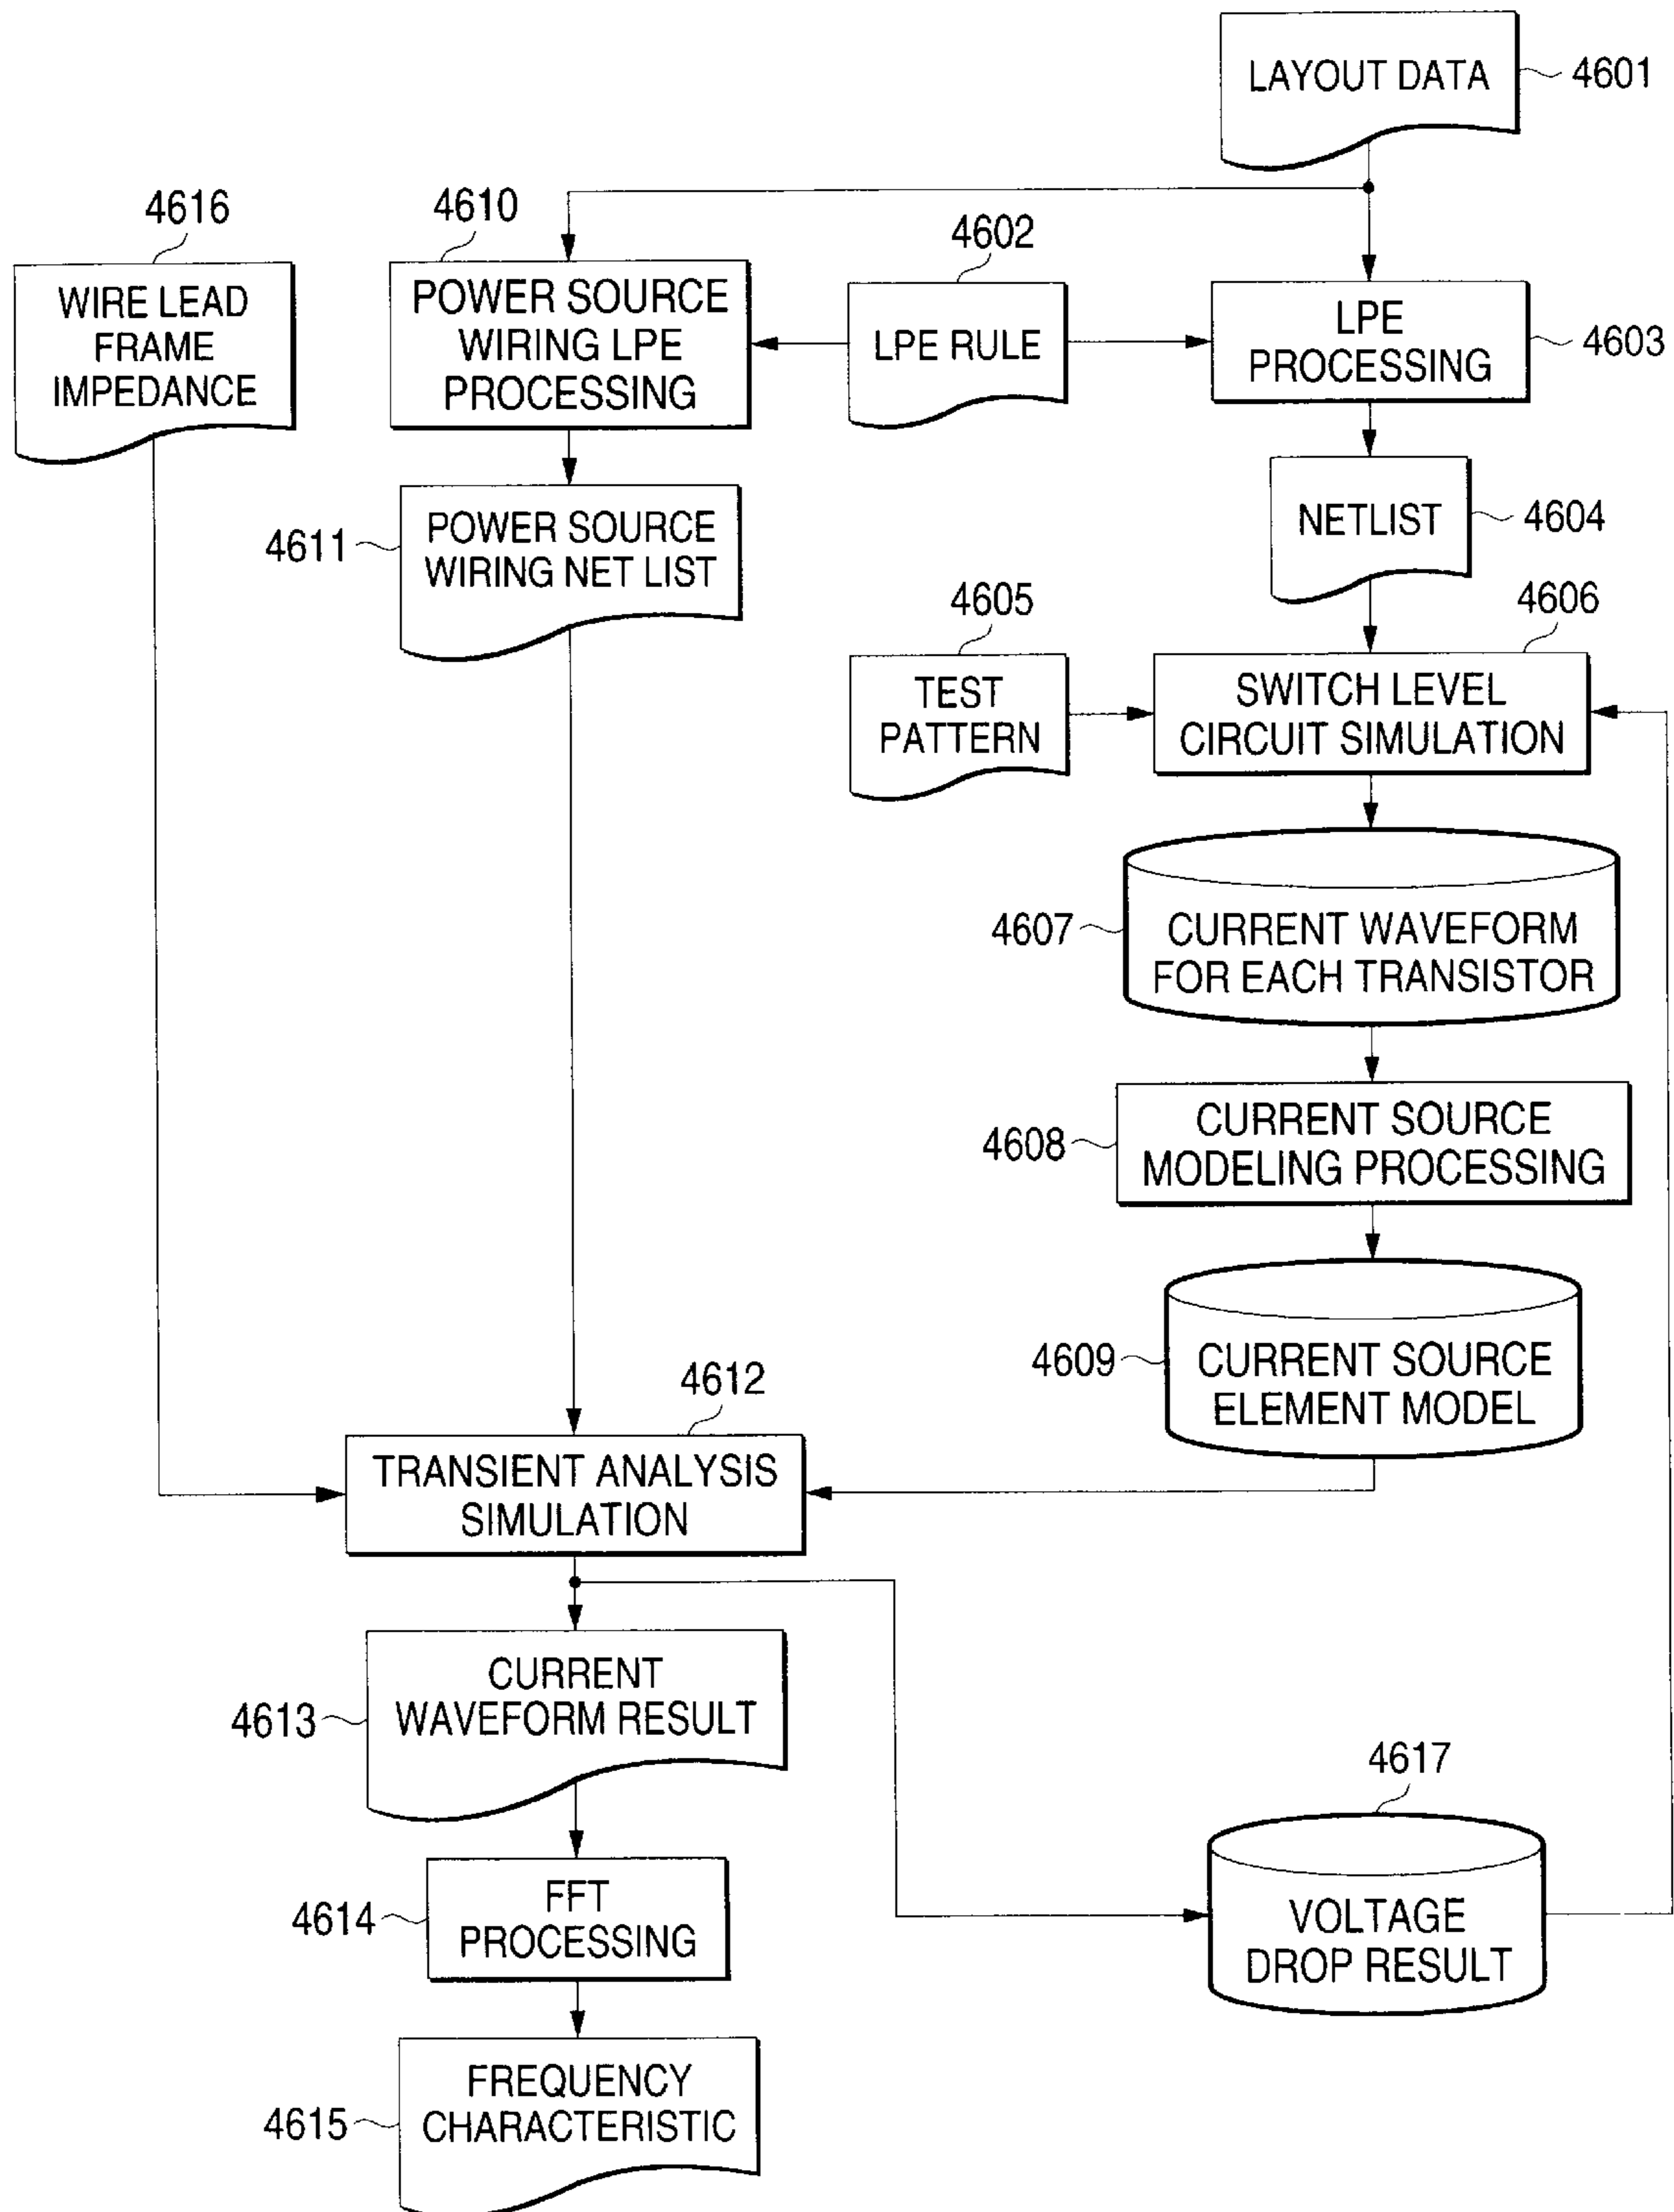 LAYOUT DATA
4601
4616
4610
4602
WIRE LEAD
FRAME
IMPEDANCE
POWER SOURCE
WIRING LPE
PROCESSING
LPE RULE
LPE
PROCESSING
4603
4611
POWER SOURCE
WIRING NET LIST
NETLIST
4604
4605
4606
TEST
PATTERN
SWITCH LEVEL
CIRCUIT SIMULATION
4607
CURRENT WAVEFORM
FOR EACH TRANSISTOR
4608
CURRENT SOURCE
MODELING PROCESSING
4609
CURRENT SOURCE
ELEMENT MODEL
4612
TRANSIENT ANALYSIS
SIMULATION
4613
CURRENT
WAVEFORM RESULT
4617
VOLTAGE
DROP RESULT
4614
FFT
PROCESSING
4615
FREQUENCY
CHARACTERISTIC